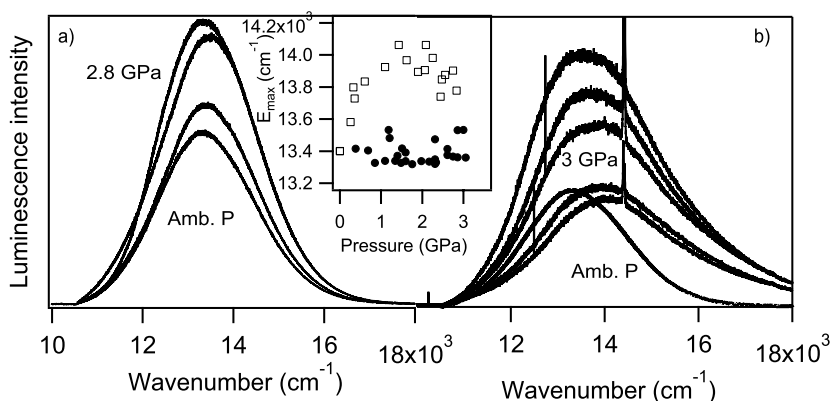 Luminescence intensity
a)
2.8 GPa
Amb. P
10
12
14
16
18x10³
Wavenumber (cm⁻¹)
14.2x10³
14.0
13.8
13.6
13.4
13.2
Eₘₐₓ (cm⁻¹)
0
1
2
3
Pressure (GPa)
b)
3 GPa
Amb. P
12
14
16
18x10³
Wavenumber (cm⁻¹)